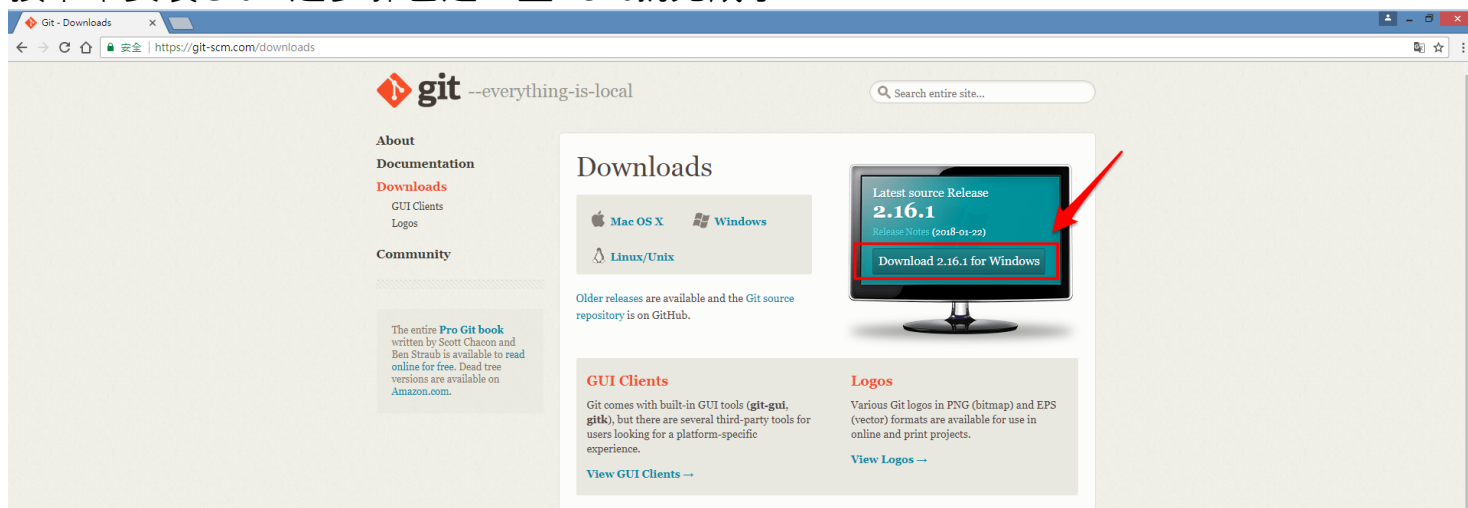 Git - Downloads
安全 | https://git-scm.com/downloads
git --everything-is-local
Search entire site...
About
Documentation
Downloads
GUI Clients
Logos
Community
The entire Pro Git book
written by Scott Chacon and
Ben Straub is available to read
online for free. Dead tree
versions are available on
Amazon.com.
Downloads
Mac OS X
Windows
Linux/Unix
Older releases are available and the Git source
repository is on GitHub.
Latest source Release
2.16.1
Release Notes (2018-01-22)
Download 2.16.1 for Windows
GUI Clients
Git comes with built-in GUI tools (git-gui,
gitk), but there are several third-party tools for
users looking for a platform-specific
experience.
View GUI Clients →
Logos
Various Git logos in PNG (bitmap) and EPS
(vector) formats are available for use in
online and print projects.
View Logos →